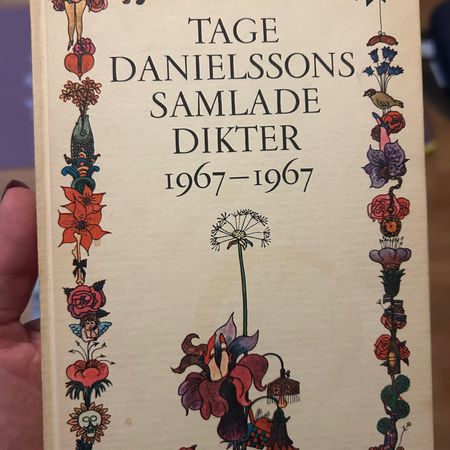 TAGE
DANIELSSONS
SAMLADE
DIKTER
1967–1967